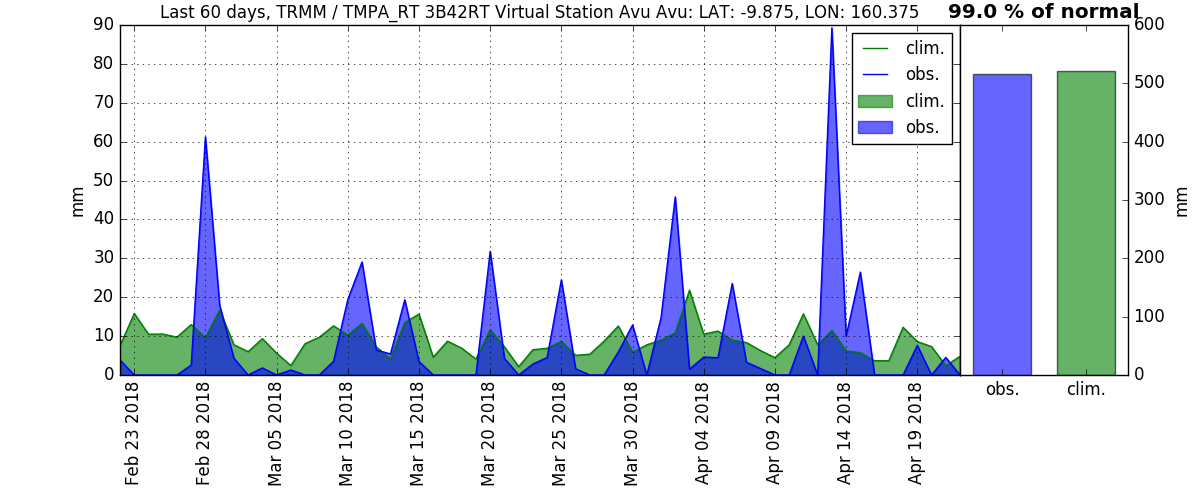 Last 60 days, TRMM / TMPA_RT 3B42RT Virtual Station Avu Avu: LAT: -9.875, LON: 160.375
99.0 % of normal
90
80
70
60
50
40
30
20
10
0
mm
clim.
obs.
clim.
obs.
600
500
400
300
200
100
0
mm
Feb 23 2018
Feb 28 2018
Mar 05 2018
Mar 10 2018
Mar 15 2018
Mar 20 2018
Mar 25 2018
Mar 30 2018
Apr 04 2018
Apr 09 2018
Apr 14 2018
Apr 19 2018
obs.
clim.